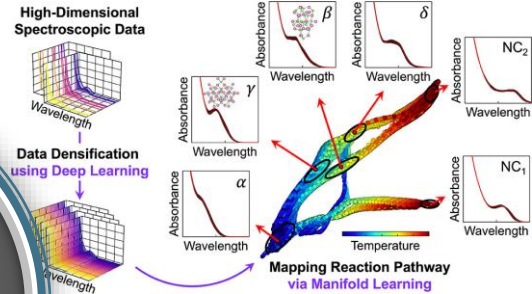 High-Dimensional
Spectroscopic Data
Wavelength
Data Densification
using Deep Learning
Wavelength
α
Absorbance
Wavelength
γ
Absorbance
Wavelength
β
Absorbance
Wavelength
δ
Absorbance
Wavelength
NC₂
Absorbance
Wavelength
NC₁
Absorbance
Wavelength
Temperature
Mapping Reaction Pathway
via Manifold Learning